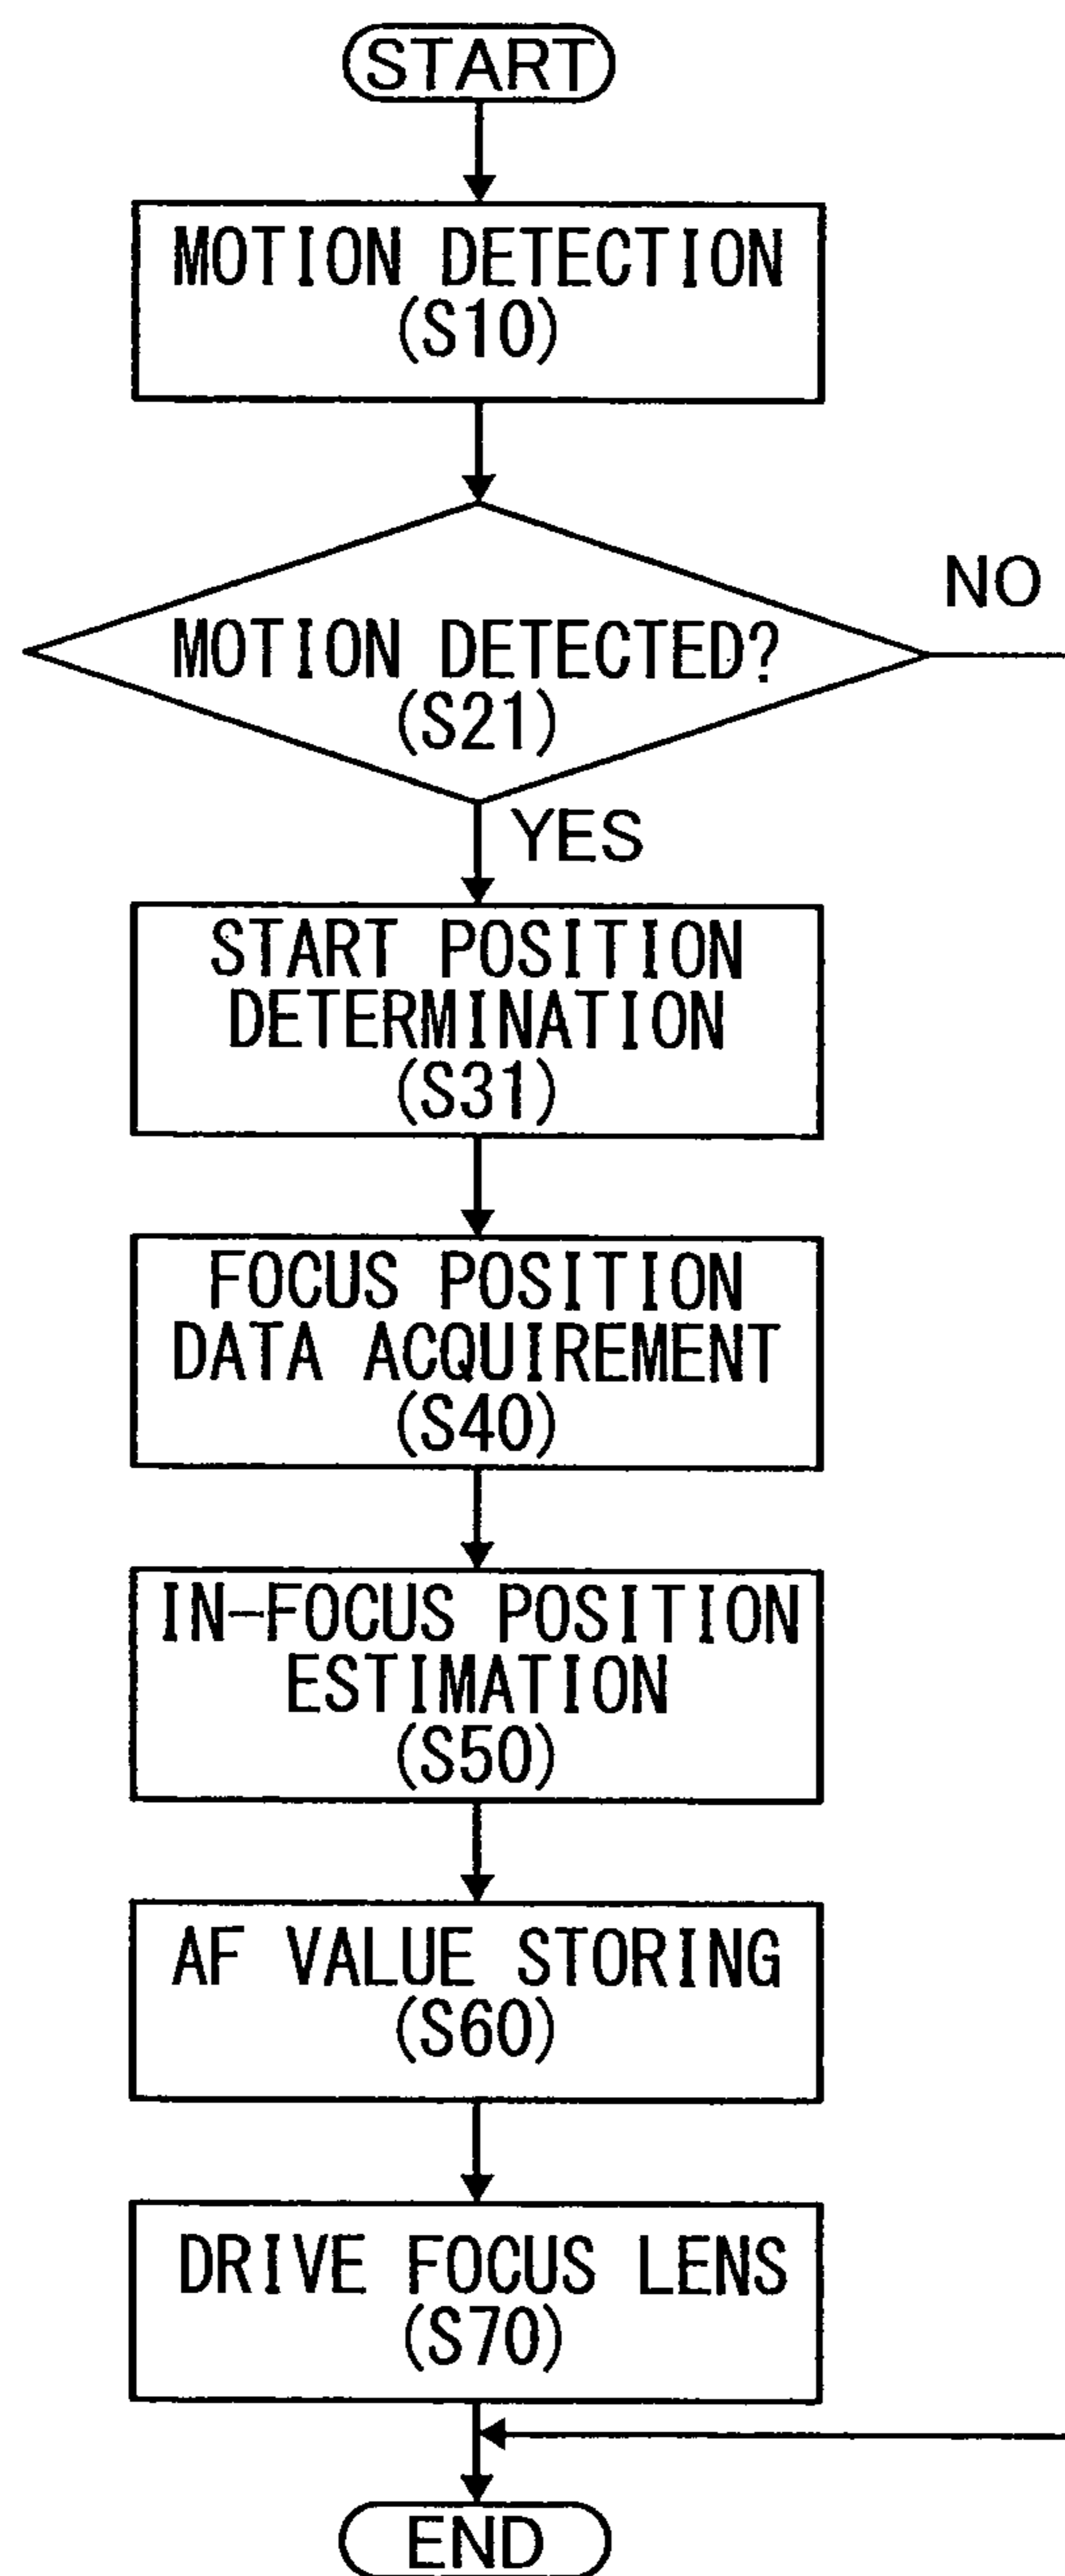 START
MOTION DETECTION
(S10)
NO
MOTION DETECTED?
(S21)
YES
START POSITION
DETERMINATION
(S31)
FOCUS POSITION
DATA ACQUIREMENT
(S40)
IN-FOCUS POSITION
ESTIMATION
(S50)
AF VALUE STORING
(S60)
DRIVE FOCUS LENS
(S70)
END